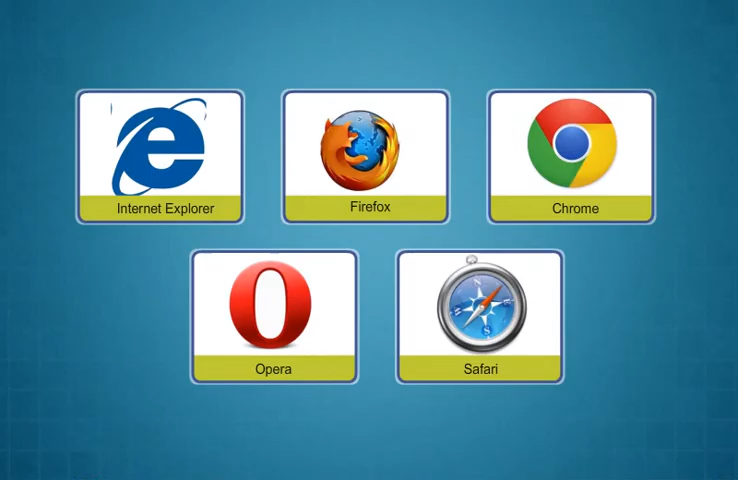 Internet Explorer
Firefox
Chrome
Opera
Safari